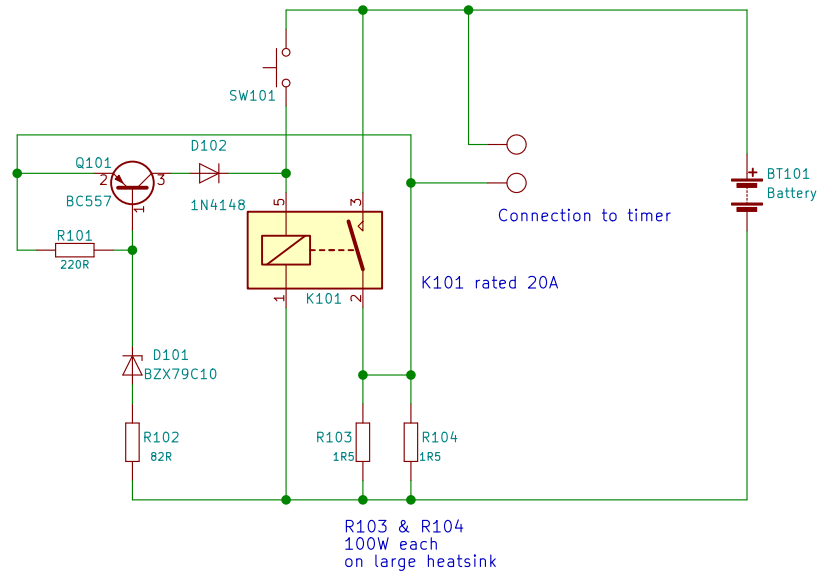 SW101
D102
Q101
2
3
BC557
1
1N4148
5
3
+
BT101
Battery
Connection to timer
R101
220R
1
K101
2
K101 rated 20A
D101
BZX79C10
R102
82R
R103
1R5
R104
1R5
R103 & R104
100W each
on large heatsink